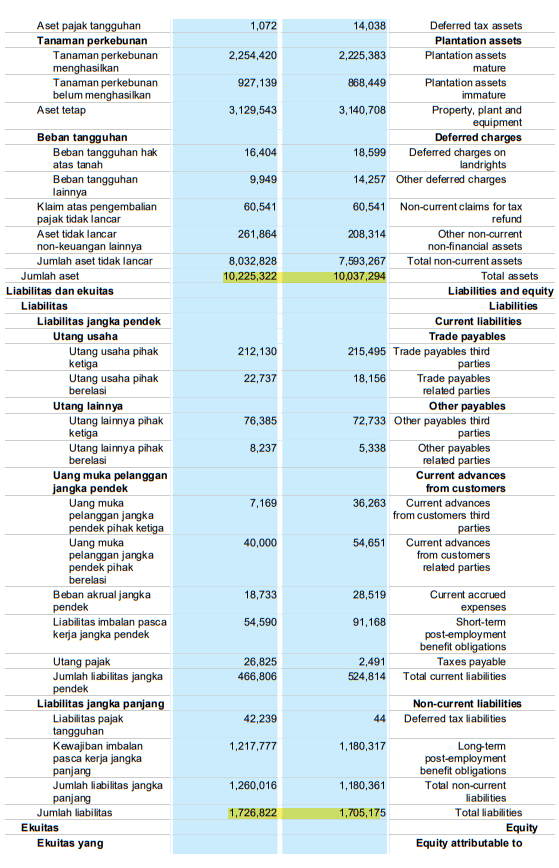 Aset pajak tangguhan 1,072 14,038 Deferred tax assets
Tanaman perkebunan Plantation assets
Tanaman perkebunan 2,254,420 2,225,383 Plantation assets
menghasilkan mature
Tanaman perkebunan 927,139 868,449 Plantation assets
belum menghasilkan immature
Aset tetap 3,129,543 3,140,708 Property, plant and
equipment
Beban tangguhan Deferred charges
Beban tangguhan hak 16,404 18,599 Deferred charges on
atas tanah landrights
Beban tangguhan 9,949 14,257 Other deferred charges
lainnya
Klaim atas pengembalian 60,541 60,541 Non-current claims for tax
pajak tidak lancar refund
Aset tidak lancar 261,864 208,314 Other non-current
non-keuangan lainnya non-financial assets
Jumlah aset tidak lancar 8,032,828 7,593,267 Total non-current assets
Jumlah aset 10,225,322 10,037,294 Total assets
Liabilitas dan ekuitas Liabilities and equity
Liabilitas Liabilities
Liabilitas jangka pendek Current liabilities
Utang usaha Trade payables
Utang usaha pihak 212,130 215,495 Trade payables third
ketiga parties
Utang usaha pihak 22,737 18,156 Trade payables
berelasi related parties
Utang lainnya Other payables
Utang lainnya pihak 76,385 72,733 Other payables third
ketiga parties
Utang lainnya pihak 8,237 5,338 Other payables
berelasi related parties
Uang muka pelanggan Current advances
jangka pendek from customers
Uang muka 7,169 36,263 Current advances
pelanggan jangka from customers third
pendek pihak ketiga parties
Uang muka 40,000 54,651 Current advances
pelanggan jangka from customers
pendek pihak related parties
berelasi
Beban akrual jangka 18,733 28,519 Current accrued
pendek expenses
Liabilitas imbalan pasca 54,590 91,168 Short-term
kerja jangka pendek post-employment
benefit obligations
Utang pajak 26,825 2,491 Taxes payable
Jumlah liabilitas jangka 466,806 524,814 Total current liabilities
pendek
Liabilitas jangka panjang Non-current liabilities
Liabilitas pajak 42,239 44 Deferred tax liabilities
tangguhan
Kewajiban imbalan 1,217,777 1,180,317 Long-term
pasca kerja jangka post-employment
panjang benefit obligations
Jumlah liabilitas jangka 1,260,016 1,180,361 Total non-current
panjang liabilities
Jumlah liabilitas 1,726,822 1,705,175 Total liabilities
Ekuitas Equity
Ekuitas yang Equity attributable to